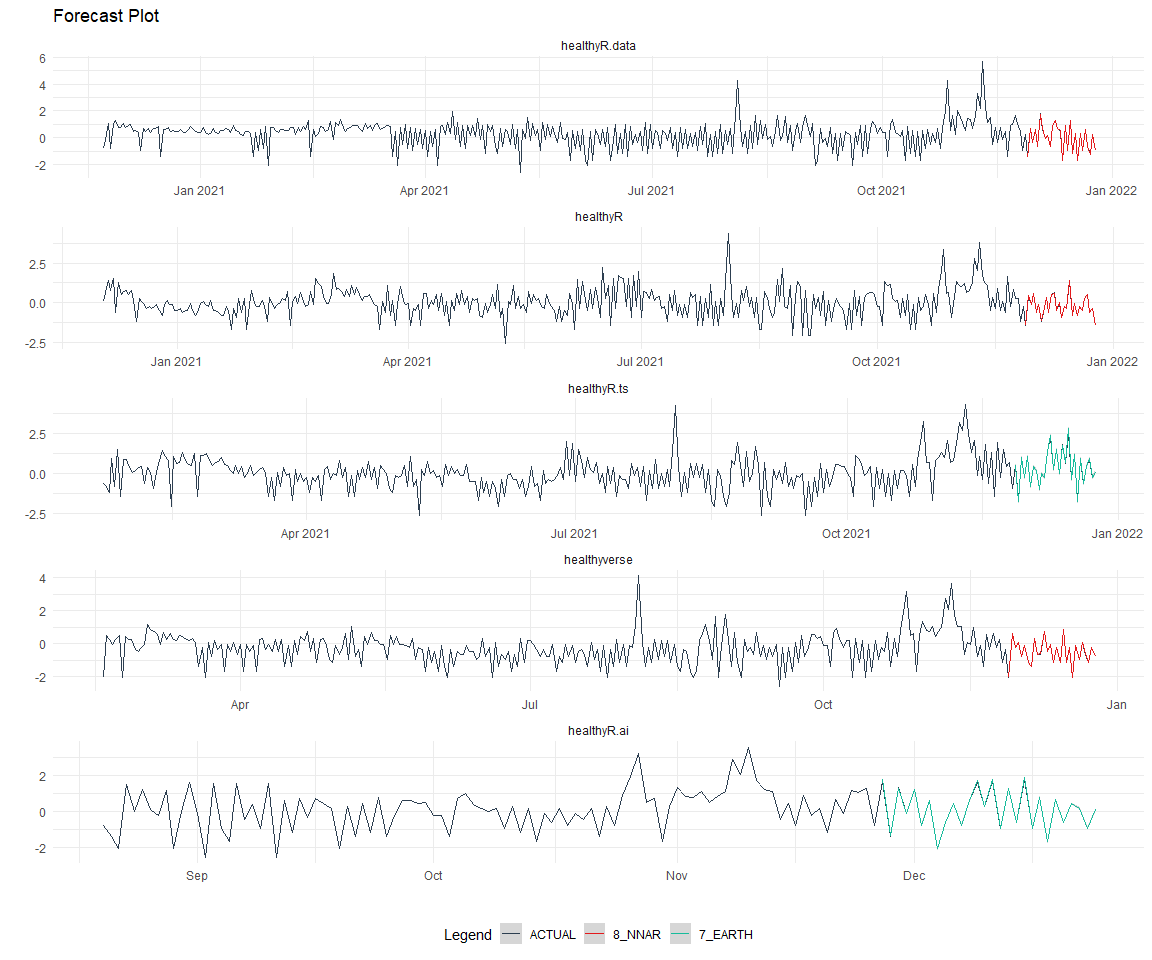 Forecast Plot
healthyR.data
6
4
2
0
-2
Jan 2021 Apr 2021 Jul 2021 Oct 2021 Jan 2022
healthyR
2.5
0.0
-2.5
Jan 2021 Apr 2021 Jul 2021 Oct 2021 Jan 2022
healthyR.ts
2.5
0.0
-2.5
Apr 2021 Jul 2021 Oct 2021 Jan 2022
healthyverse
4
2
0
-2
Apr Jul Oct Jan
healthyR.ai
2
0
-2
Sep Oct Nov Dec
Legend ACTUAL 8_NNAR 7_EARTH